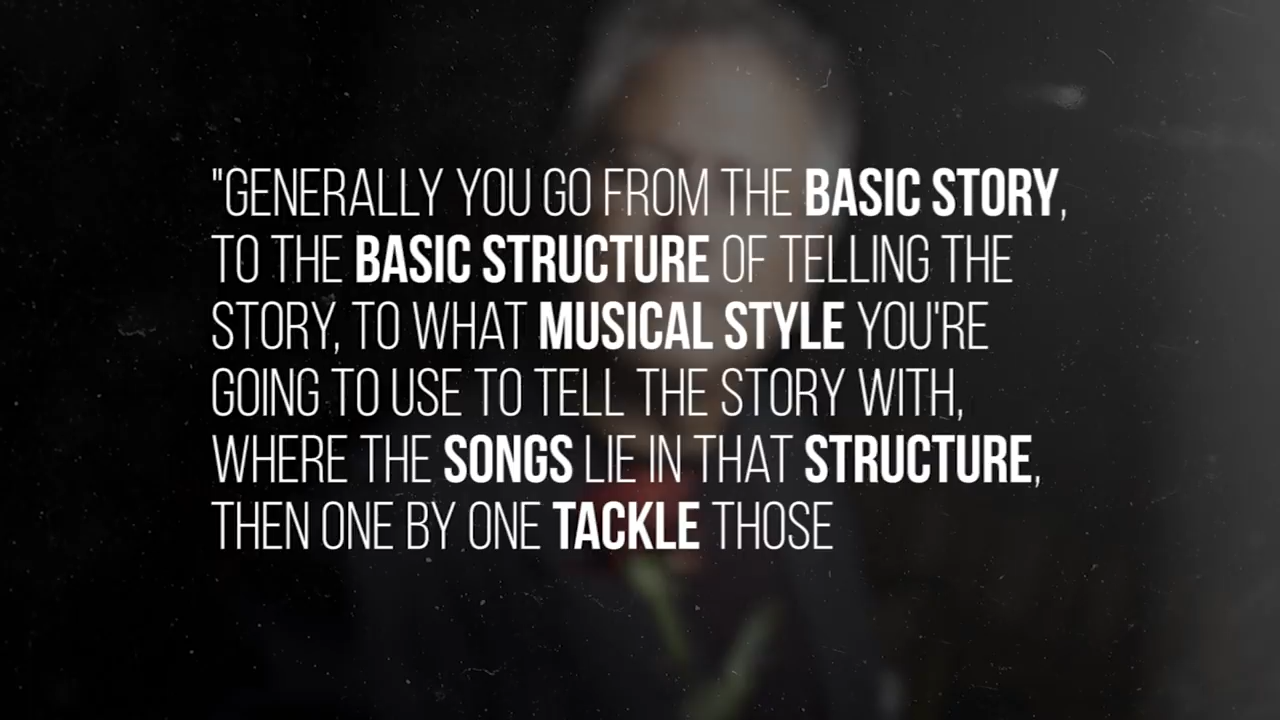 "GENERALLY YOU GO FROM THE BASIC STORY,
TO THE BASIC STRUCTURE OF TELLING THE
STORY, TO WHAT MUSICAL STYLE YOU'RE
GOING TO USE TO TELL THE STORY WITH,
WHERE THE SONGS LIE IN THAT STRUCTURE,
THEN ONE BY ONE TACKLE THOSE